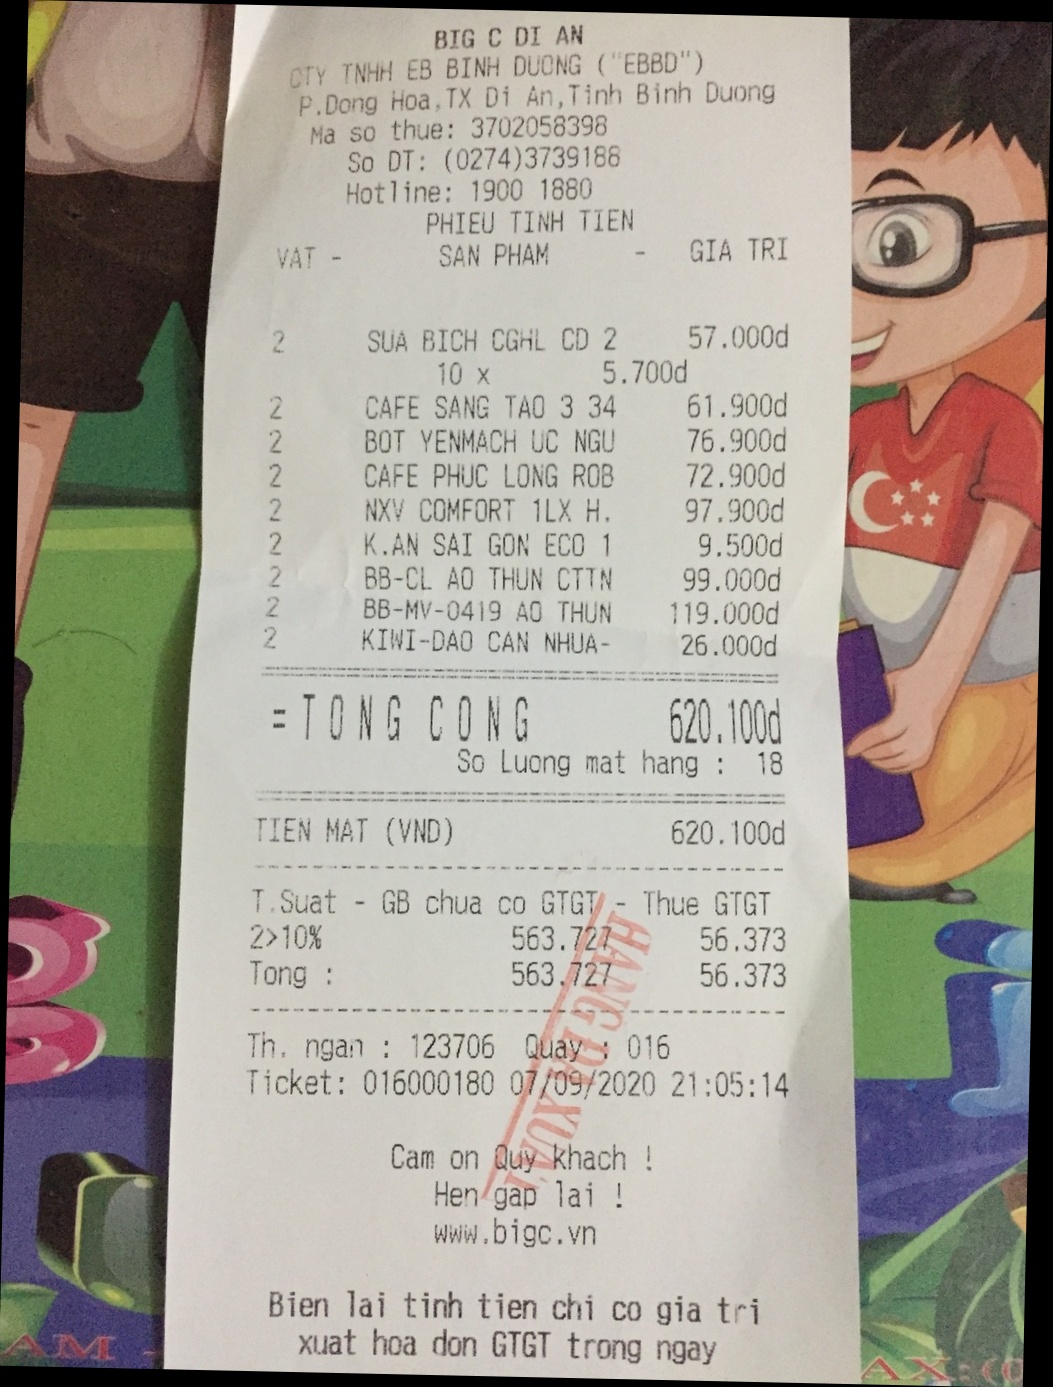 BIG C DI AN
CTY TNHH EB BINH DUONG ("EBBD")
P.Dong Hoa,TX Di An,Tinh Binh Duong
Ma so thue: 3702058398
So DT: (0274)3739188
Hotline: 1900 1880
PHIEU TINH TIEN
VAT - SAN PHAM - GIA TRI
2 SUA BICH CGHL CD 2 57.000d
10 x 5.700d
2 CAFE SANG TAO 3 34 61.900d
2 BOT YENMACH UC NGU 76.900d
2 CAFE PHUC LONG ROB 72.900d
2 NXV COMFORT 1LX H. 97.900d
2 K.AN SAI GON ECO 1 9.500d
2 BB-CL AO THUN CTTN 99.000d
2 BB-MV-0419 AO THUN 119.000d
2 KIWI-DAO CAN NHUA- 26.000d
=TONG CONG 620.100d
So Luong mat hang : 18
TIEN MAT (VND) 620.100d
T.Suat - GB chua co GTGT - Thue GTGT
2>10% 563.727 56.373
Tong : 563.727 56.373
Th. ngan : 123706 Quay : 016
Ticket: 016000180 07/09/2020 21:05:14
HANG DA XUAT
Cam on Quy khach !
Hen gap lai !
www.bigc.vn
Bien lai tinh tien chi co gia tri
xuat hoa don GTGT trong ngay
AM -
AX:(0